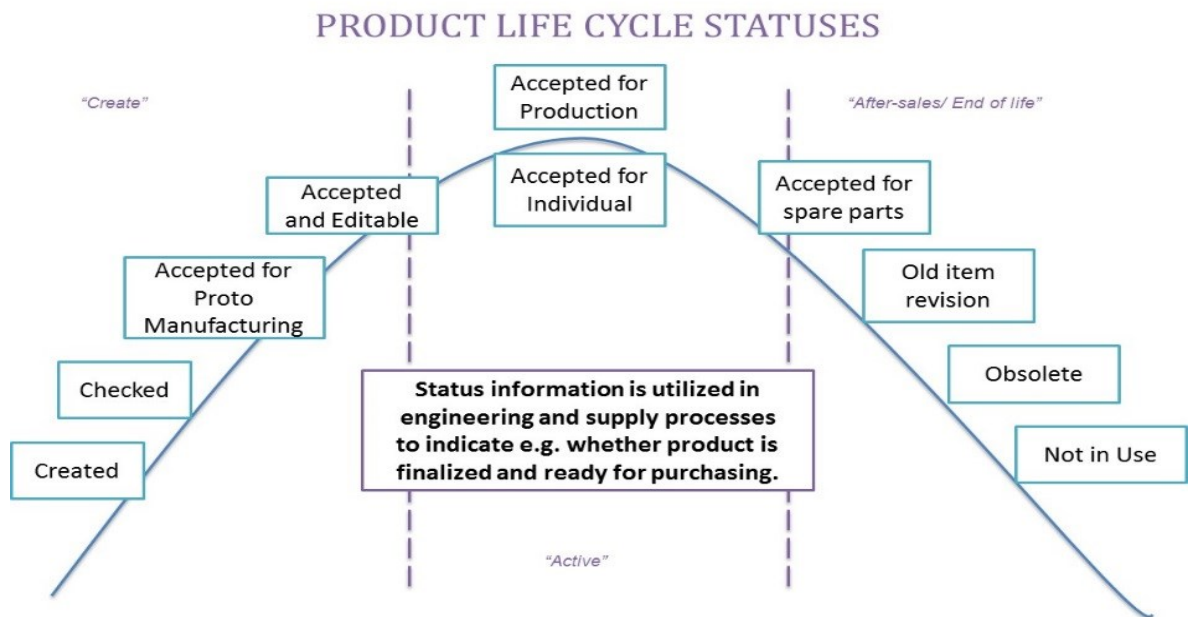 PRODUCT LIFE CYCLE STATUSES
“Create”
Accepted for
Production
“After-sales/ End of life”
Accepted for
Individual
Accepted
and Editable
Accepted for
spare parts
Accepted for
Proto
Manufacturing
Old item
revision
Checked
Status information is utilized in
engineering and supply processes
to indicate e.g. whether product is
finalized and ready for purchasing.
Obsolete
Created
Not in Use
“Active”